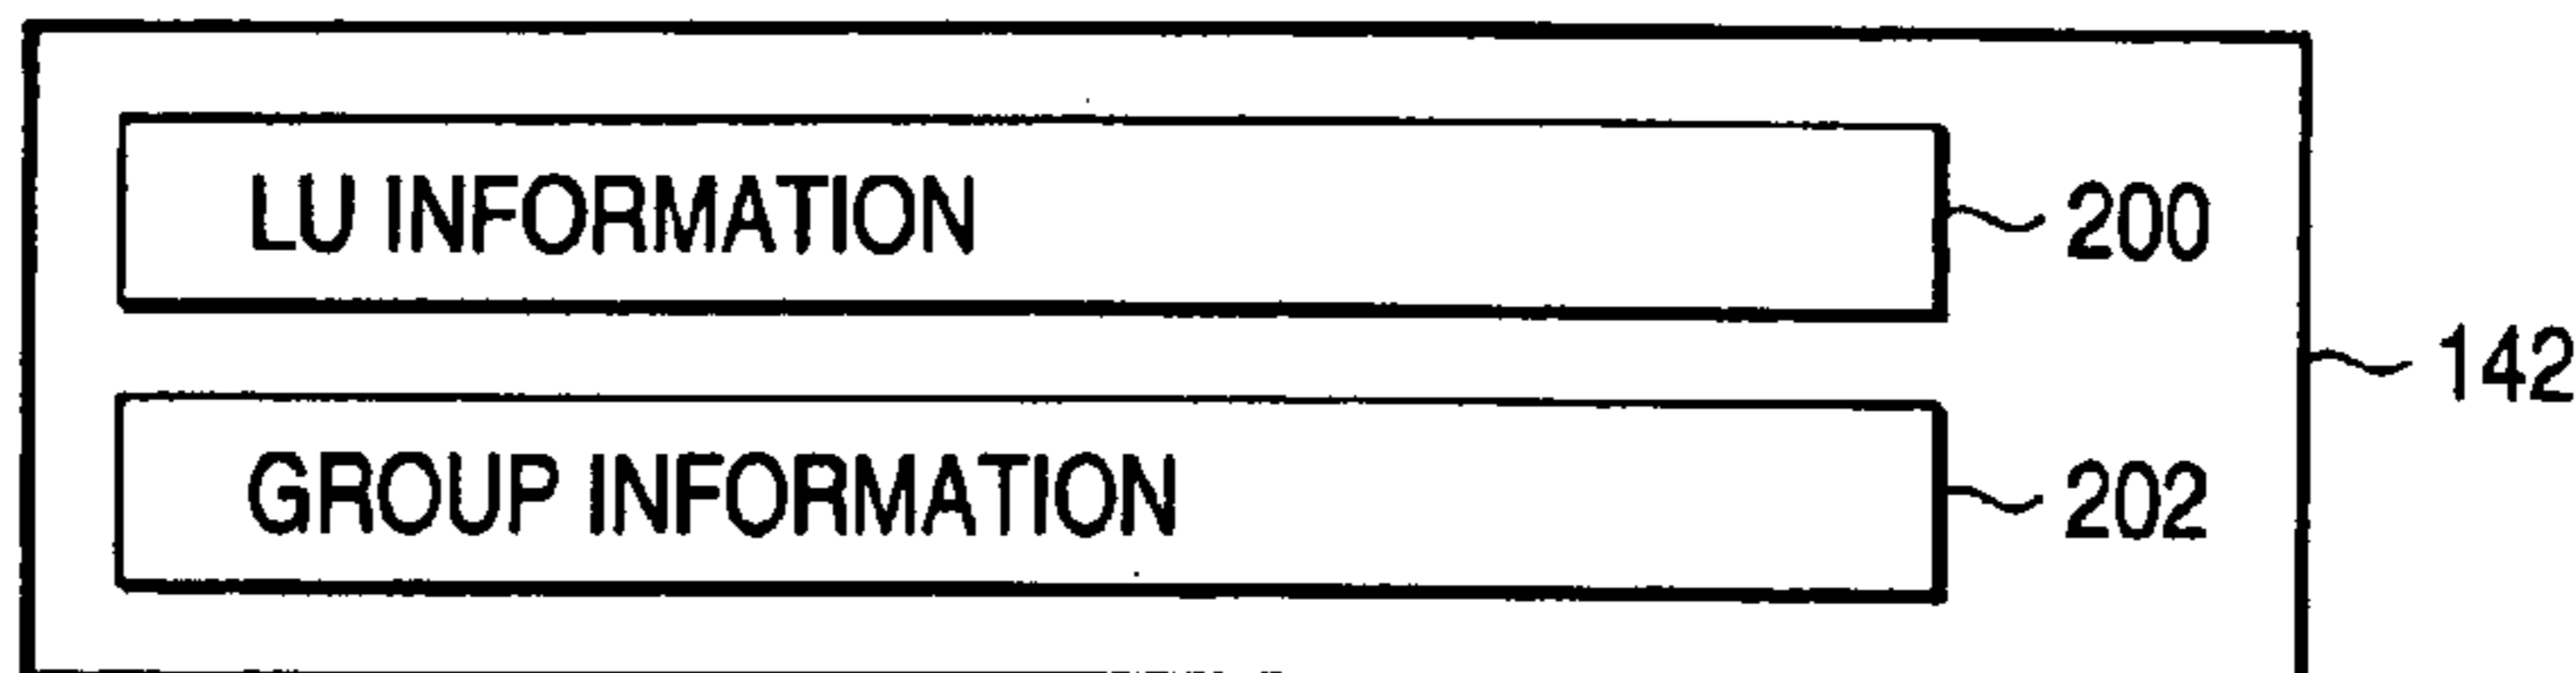 LU INFORMATION
200
142
GROUP INFORMATION
202